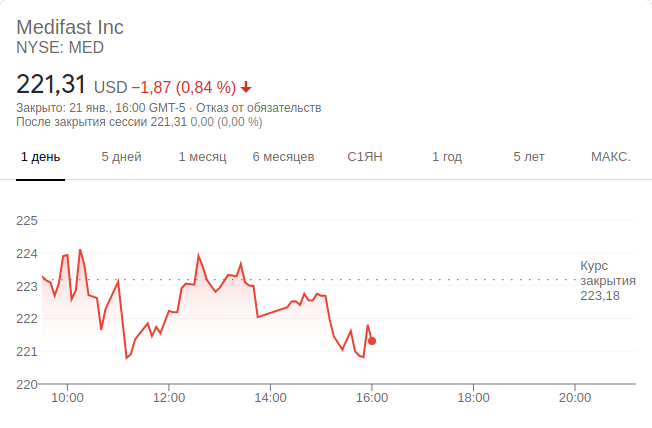 Medifast Inc
NYSE: MED
221,31 USD −1,87 (0,84 %)
Закрыто: 21 янв., 16:00 GMT-5 · Отказ от обязательств
После закрытия сессии 221,31 0,00 (0,00 %)
1 день 5 дней 1 месяц 6 месяцев С1ЯН 1 год 5 лет МАКС.
225
224
223
222
221
220
Курс
закрытия
223,18
10:00 12:00 14:00 16:00 18:00 20:00